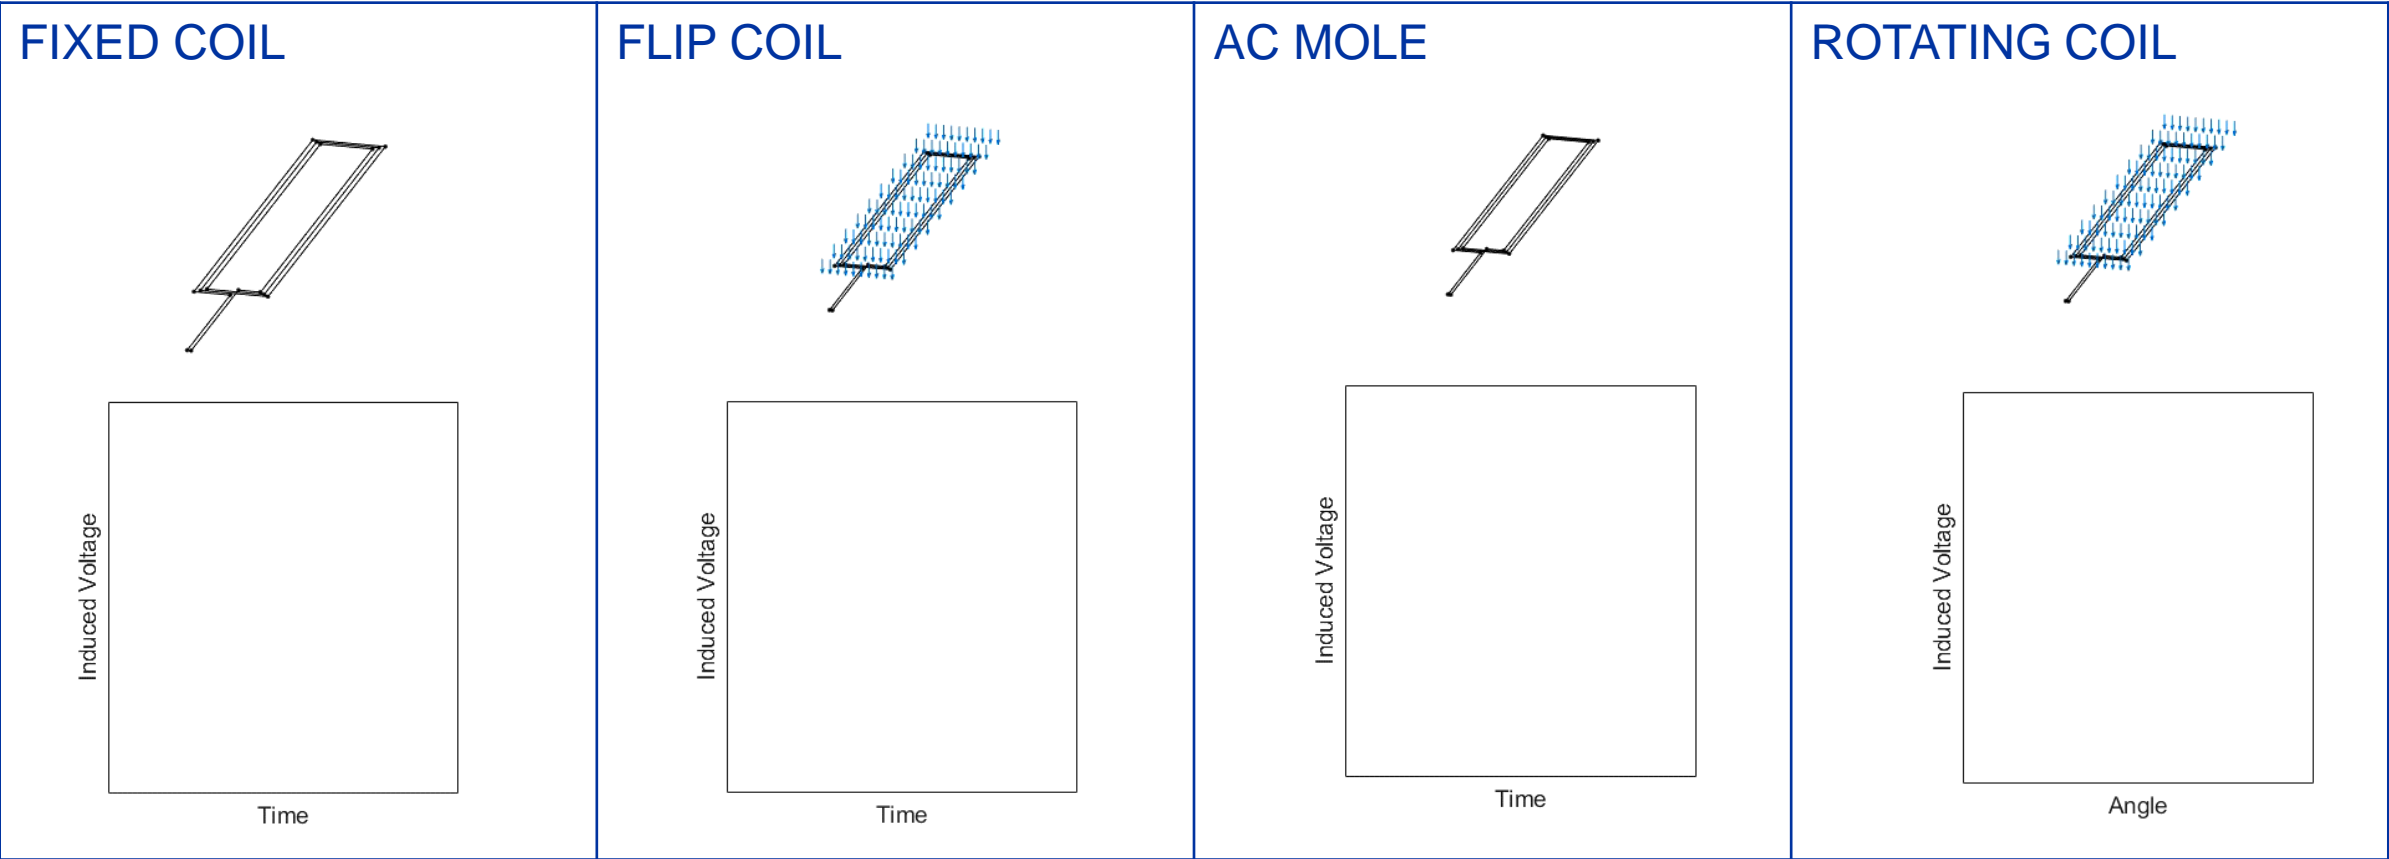 FIXED COIL
Induced Voltage
Time
FLIP COIL
Induced Voltage
Time
AC MOLE
Induced Voltage
Time
ROTATING COIL
Induced Voltage
Angle